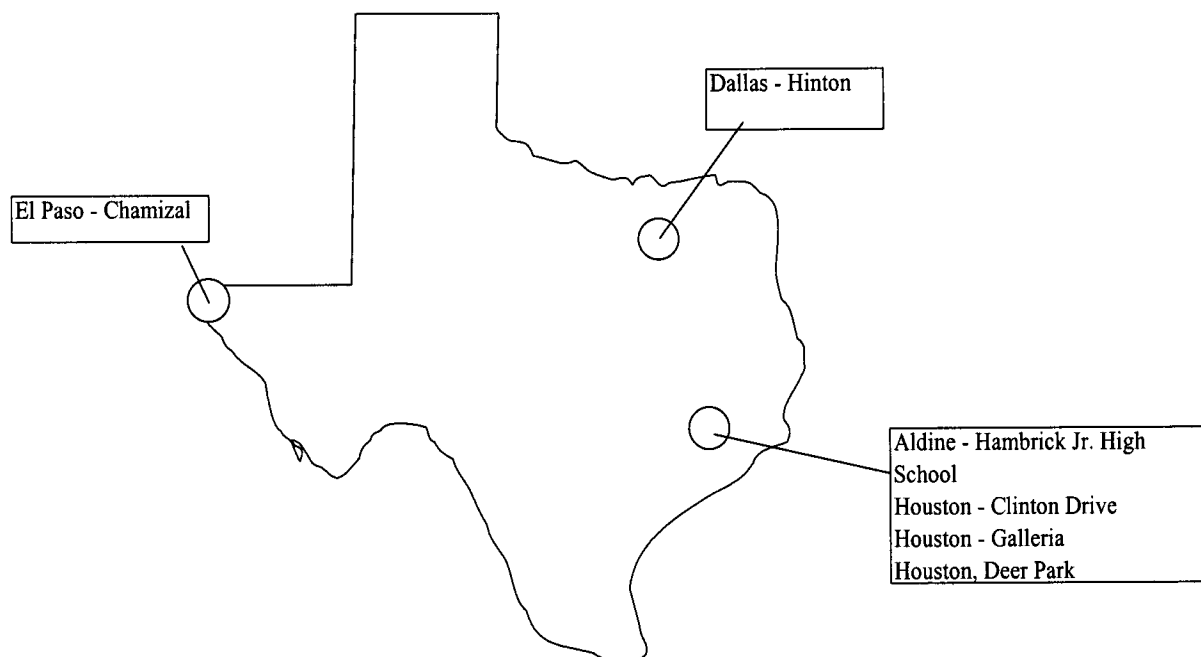 Dallas - Hinton
El Paso - Chamizal
Aldine - Hambrick Jr. High
School
Houston - Clinton Drive
Houston - Galleria
Houston, Deer Park